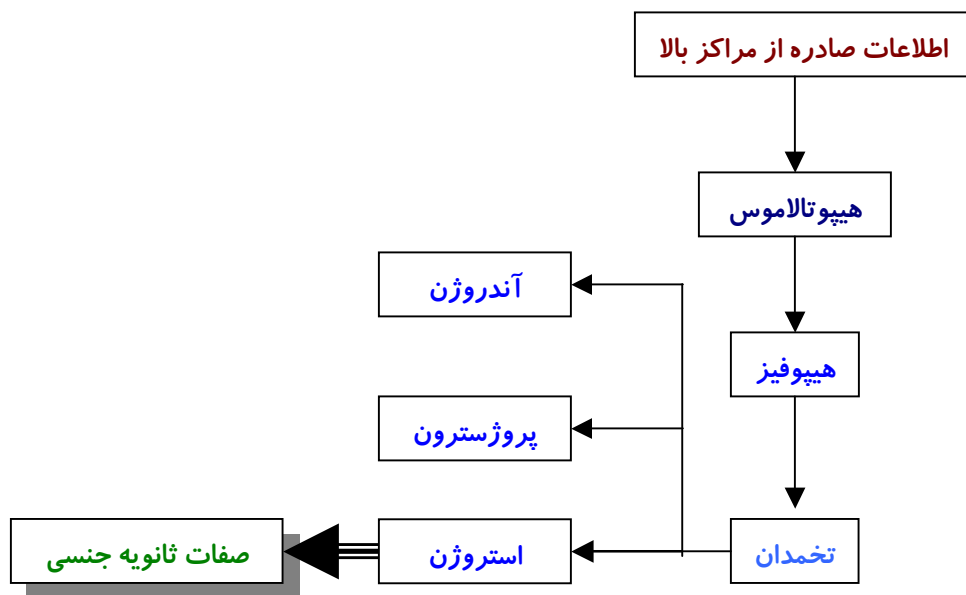 اطلاعات صادره از مراکز بالا
هیپوتالاموس
آندروژن
هیپوفیز
پروژسترون
تخمدان
استروژن
صفات ثانویه جنسی